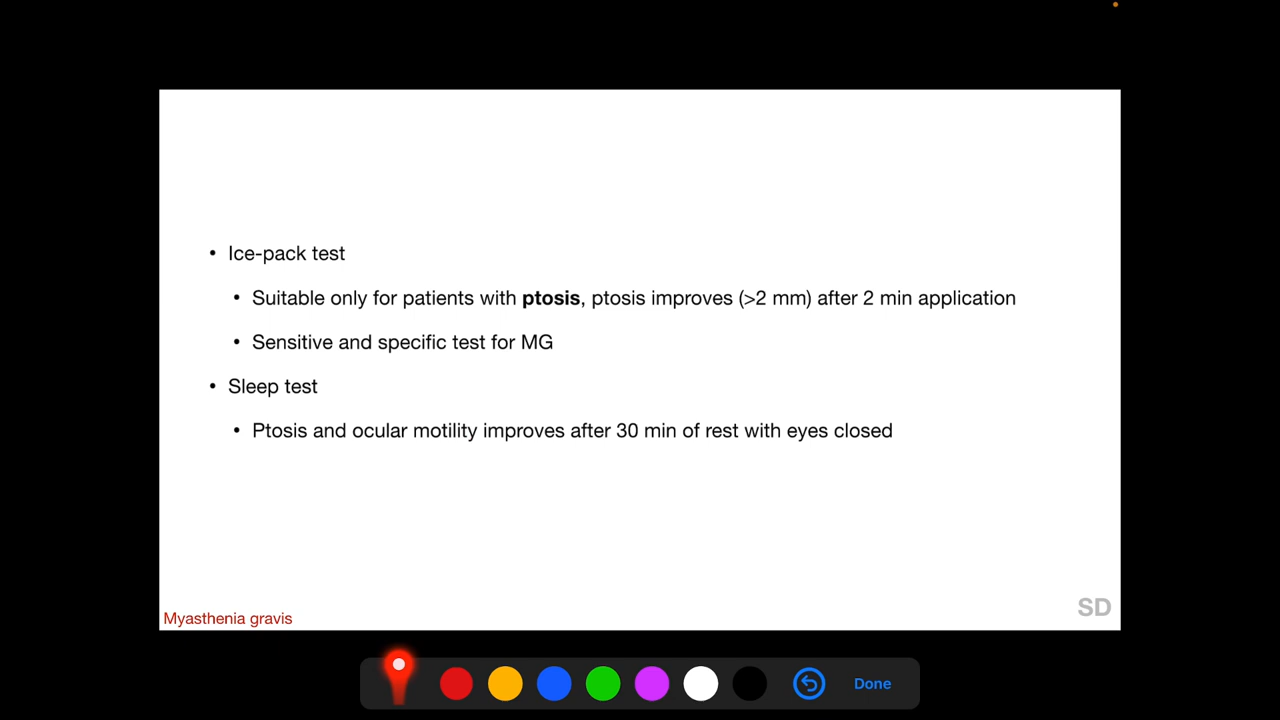 • Ice-pack test
• Suitable only for patients with ptosis, ptosis improves (>2 mm) after 2 min application
• Sensitive and specific test for MG
• Sleep test
• Ptosis and ocular motility improves after 30 min of rest with eyes closed
SD
Myasthenia gravis
Done